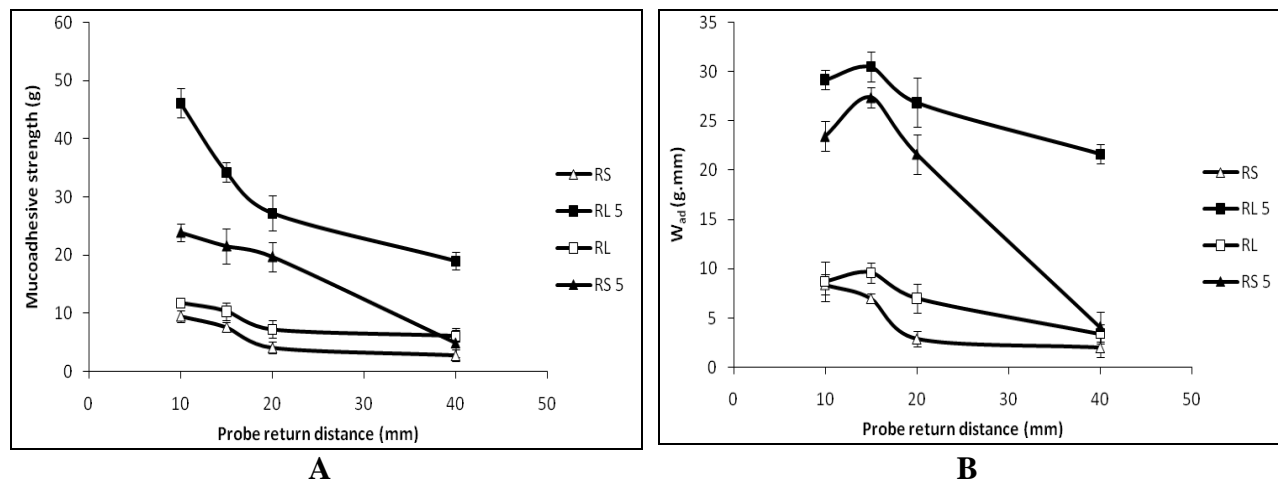 60
50
40
30
20
10
0
Mucoadhesive strength (g)
0 10 20 30 40 50
Probe return distance (mm)
RS
RL 5
RL
RS 5
A
35
30
25
20
15
10
5
0
W_ad (g.mm)
0 10 20 30 40 50
Probe return distance (mm)
RS
RL 5
RL
RS 5
B